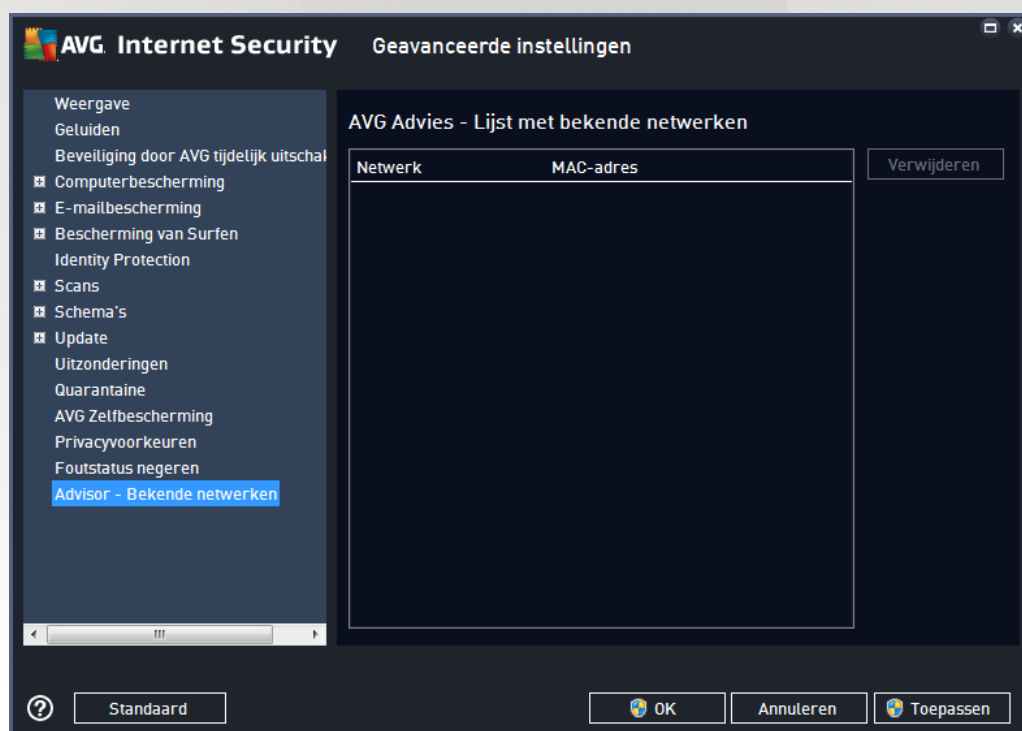 AVG. Internet Security Geavanceerde instellingen
Weergave
Geluiden
Beveiliging door AVG tijdelijk uitschal
Computerbescherming
E-mailbescherming
Bescherming van Surfen
Identity Protection
Scans
Schema's
Update
Uitzonderingen
Quarantaine
AVG Zelfbescherming
Privacyvoorkeuren
Foutstatus negeren
Advisor - Bekende netwerken
AVG Advies - Lijst met bekende netwerken
Netwerk MAC-adres
Verwijderen
Standaard
OK
Annuleren
Toepassen